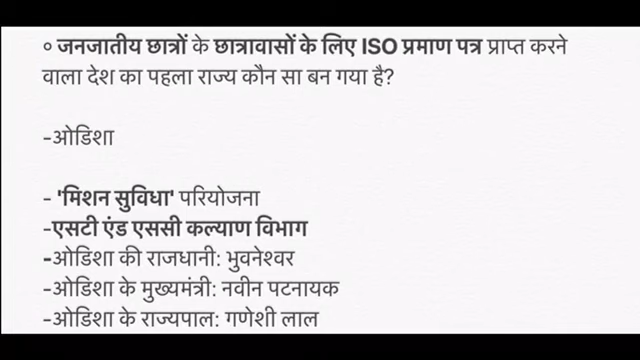 ० जनजातीय छात्रों के छात्रावासों के लिए ISO प्रमाण पत्र प्राप्त करने
वाला देश का पहला राज्य कौन सा बन गया है?
-ओडिशा
- 'मिशन सुविधा' परियोजना
-एसटी एंड एससी कल्याण विभाग
-ओडिशा की राजधानी: भुवनेश्वर
-ओडिशा के मुख्यमंत्री: नवीन पटनायक
-ओडिशा के राज्यपाल: गणेशी लाल